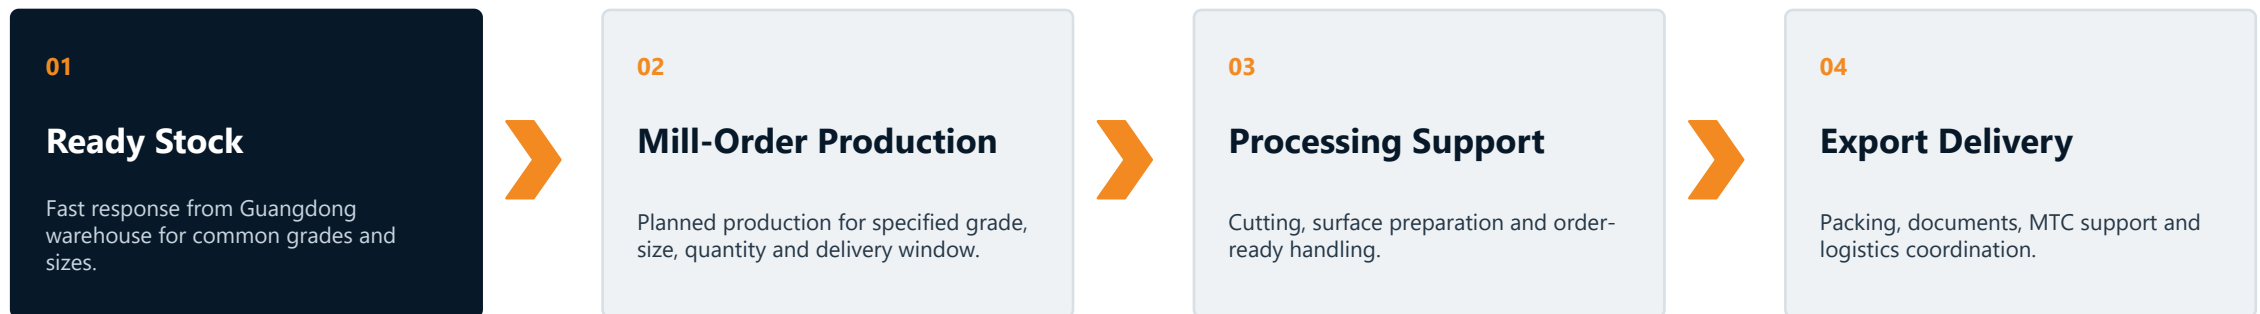 01
Ready Stock
Fast response from Guangdong
warehouse for common grades and
sizes.
02
Mill-Order Production
Planned production for specified grade,
size, quantity and delivery window.
03
Processing Support
Cutting, surface preparation and order-
ready handling.
04
Export Delivery
Packing, documents, MTC support and
logistics coordination.